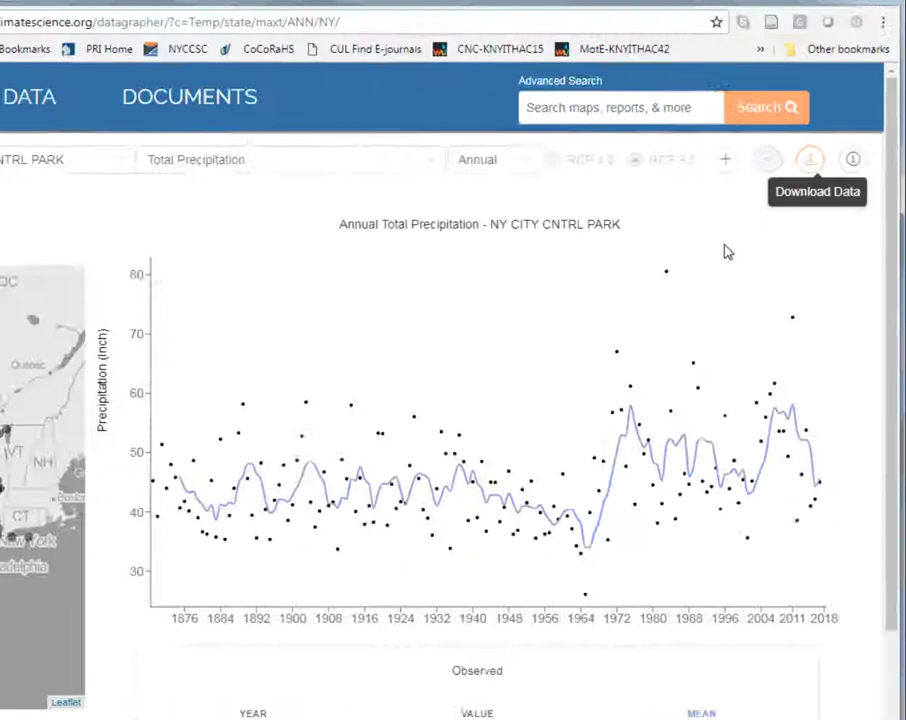 imatescience.org/datagrapher/?c=Temp/state/maxt/ANN/NY/
Bookmarks PRI Home NYCCSC CoCoRaHS CUL Find E-journals CNC-KNYITHAC15 MotE-KNYITHAC42 » Other bookmarks
DATA DOCUMENTS
Advanced Search
Search maps, reports, & more Search
NTRL PARK Total Precipitation Annual
Download Data
Annual Total Precipitation - NY CITY CNTRL PARK
80
70
60
50
40
30
Precipitation (Inch)
1876 1884 1892 1900 1908 1916 1924 1932 1940 1948 1956 1964 1972 1980 1988 1996 2004 2011 2018
QC
Quebec
VT
NH
CT
New York
adelphia
Leaflet
Observed
YEAR VALUE MEAN